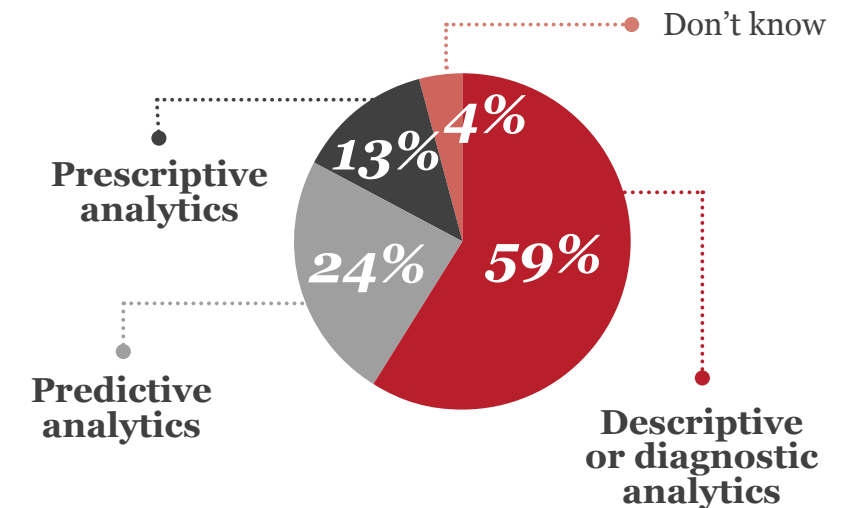 Don’t know
4%
13%
Prescriptive
analytics
59%
24%
Predictive
analytics
Descriptive
or diagnostic
analytics